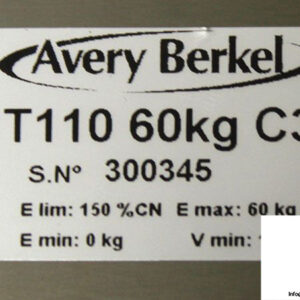 Avery Berkel
T110 60kg C3
S.Nº 300345
E lim: 150 %CN E max: 60 kg
E min: 0 kg V min: